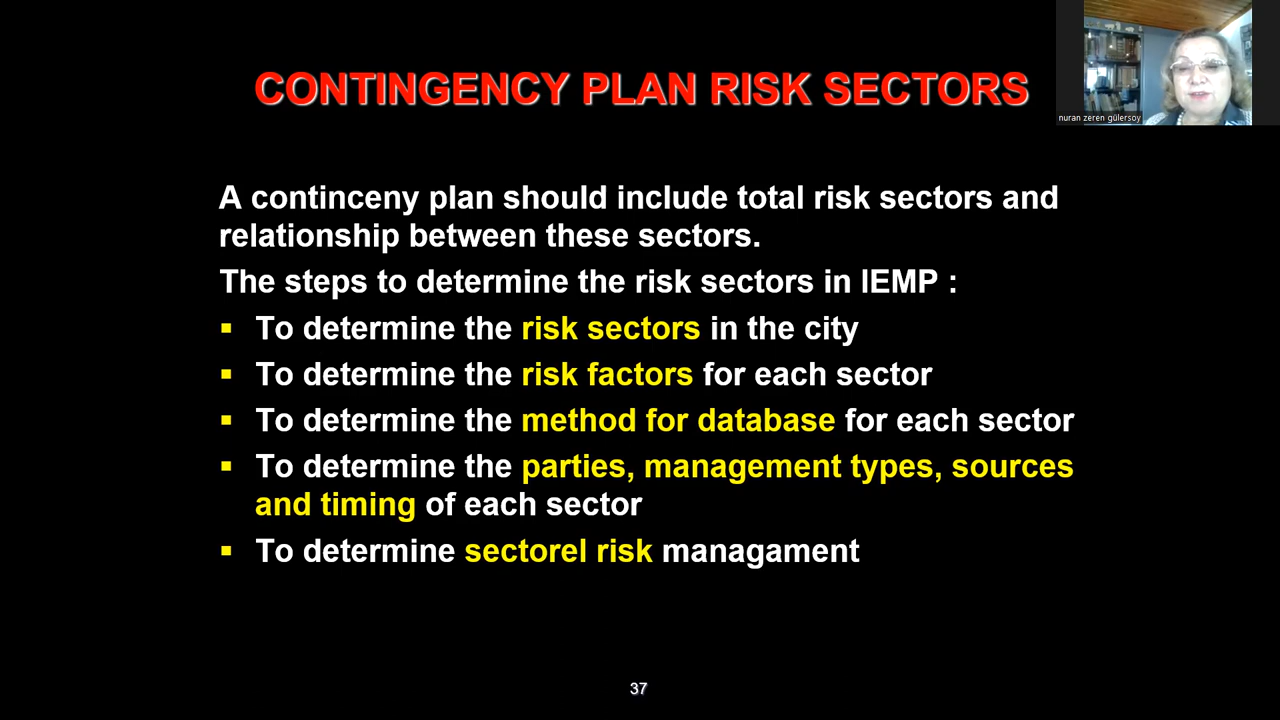 CONTINGENCY PLAN RISK SECTORS
nuran zeren gülersoy
A continceny plan should include total risk sectors and
relationship between these sectors.
The steps to determine the risk sectors in IEMP :
▪ To determine the risk sectors in the city
▪ To determine the risk factors for each sector
▪ To determine the method for database for each sector
▪ To determine the parties, management types, sources
and timing of each sector
▪ To determine sectorel risk managament
37